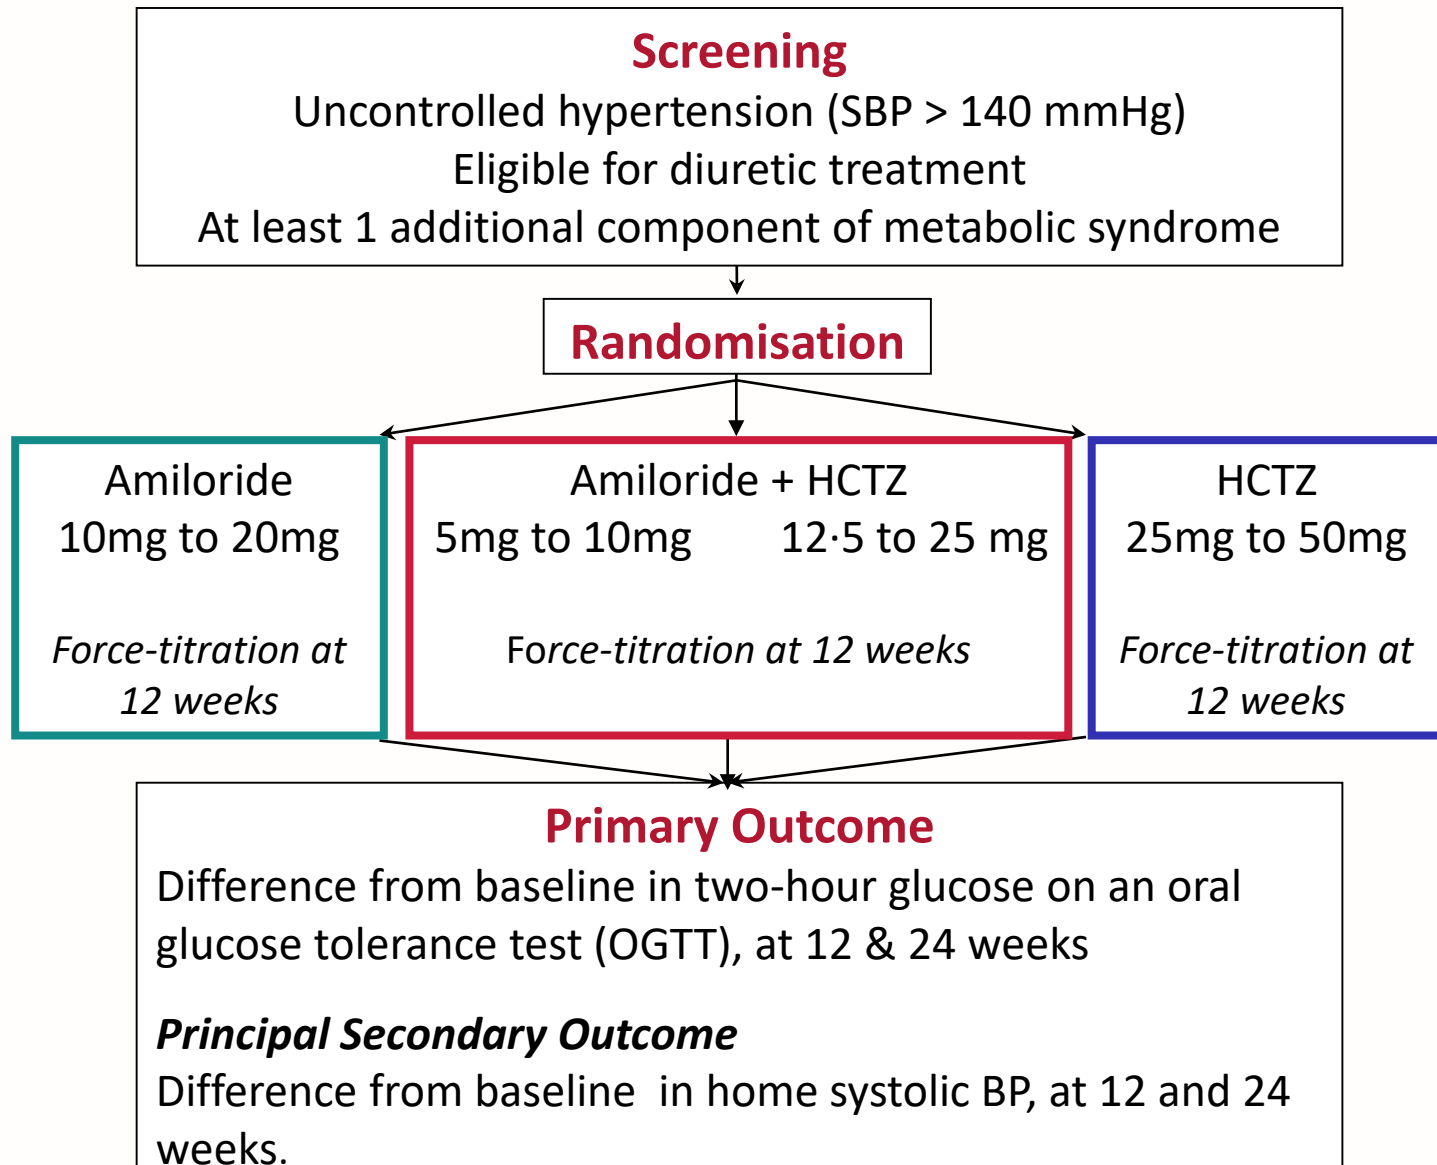 Screening
Uncontrolled hypertension (SBP > 140 mmHg)
Eligible for diuretic treatment
At least 1 additional component of metabolic syndrome
Randomisation
Amiloride
10mg to 20mg
Force-titration at
12 weeks
Amiloride + HCTZ
5mg to 10mg 12·5 to 25 mg
Force-titration at 12 weeks
HCTZ
25mg to 50mg
Force-titration at
12 weeks
Primary Outcome
Difference from baseline in two-hour glucose on an oral
glucose tolerance test (OGTT), at 12 & 24 weeks
Principal Secondary Outcome
Difference from baseline in home systolic BP, at 12 and 24
weeks.